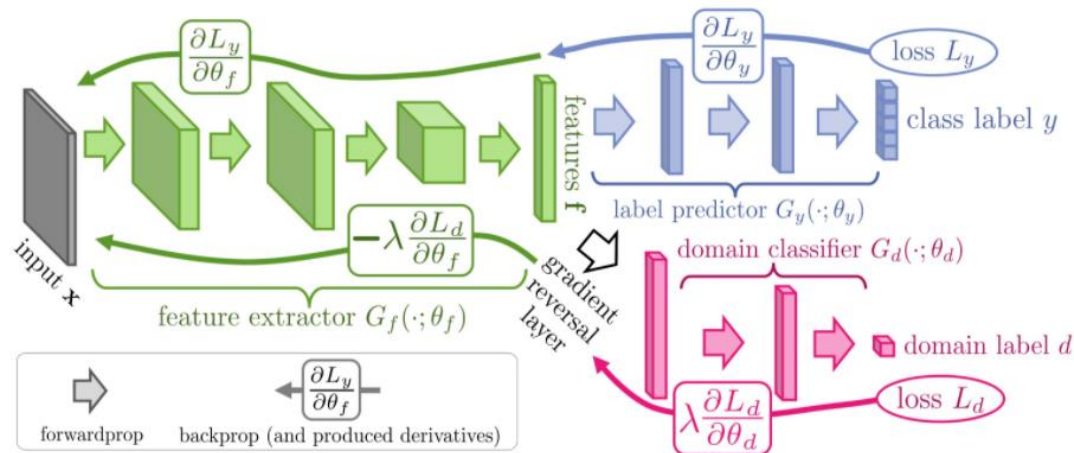 ∂L_y/∂θ_f
∂L_y/∂θ_y
loss L_y
features f
class label y
label predictor G_y(·; θ_y)
input x
−λ ∂L_d/∂θ_f
gradient
reversal
layer
feature extractor G_f(·; θ_f)
domain classifier G_d(·; θ_d)
domain label d
loss L_d
λ ∂L_d/∂θ_d
forwardprop
∂L_y/∂θ_f
backprop (and produced derivatives)